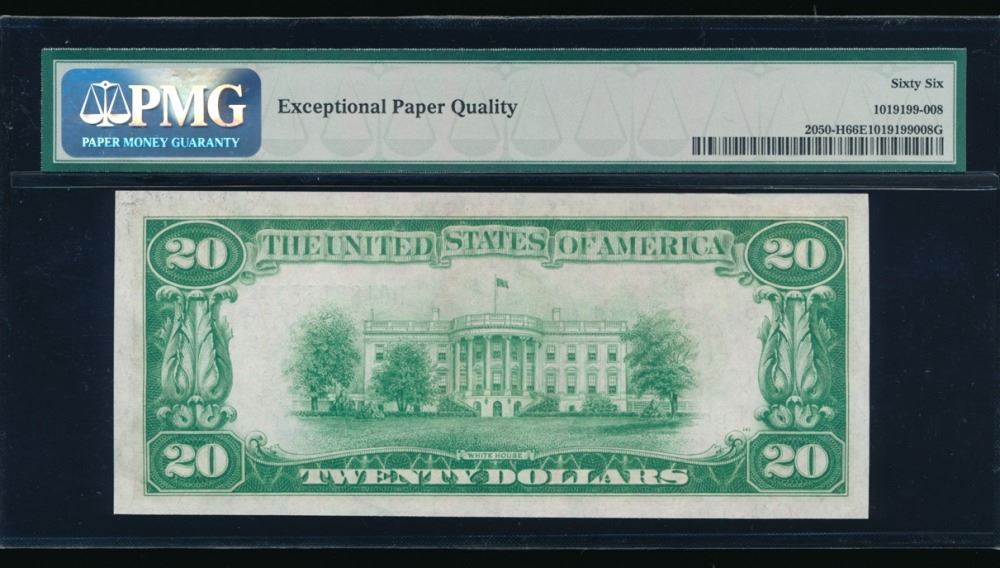 PMG
PAPER MONEY GUARANTY
Exceptional Paper Quality
Sixty Six
1019199-008
2050-H66E1019199008G
20 THE UNITED STATES OF AMERICA 20
WHITE HOUSE
20 TWENTY DOLLARS 20